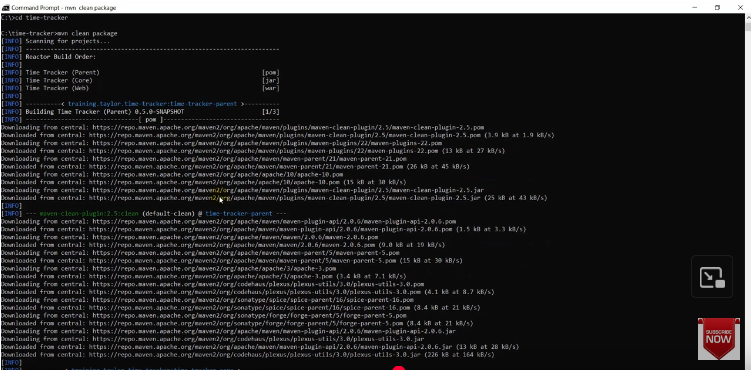 Command Prompt - mvn clean package
C:\>cd time-tracker
C:\time-tracker>mvn clean package
[INFO] Scanning for projects...
[INFO] ------------------------------------------------------------------------
[INFO] Reactor Build Order:
[INFO]
[INFO] Time Tracker (Parent) [pom]
[INFO] Time Tracker (Core) [jar]
[INFO] Time Tracker (Web) [war]
[INFO]
[INFO] ----------< training.taylor.time-tracker:time-tracker-parent >----------
[INFO] Building Time Tracker (Parent) 0.5.0-SNAPSHOT [1/3]
[INFO] --------------------------------[ pom ]---------------------------------
Downloading from central: https://repo.maven.apache.org/maven2/org/apache/maven/plugins/maven-clean-plugin/2.5/maven-clean-plugin-2.5.pom
Downloaded from central: https://repo.maven.apache.org/maven2/org/apache/maven/plugins/maven-clean-plugin/2.5/maven-clean-plugin-2.5.pom (3.9 kB at 1.9 kB/s)
Downloading from central: https://repo.maven.apache.org/maven2/org/apache/maven/plugins/maven-plugins/22/maven-plugins-22.pom
Downloaded from central: https://repo.maven.apache.org/maven2/org/apache/maven/plugins/maven-plugins/22/maven-plugins-22.pom (13 kB at 27 kB/s)
Downloading from central: https://repo.maven.apache.org/maven2/org/apache/maven/maven-parent/21/maven-parent-21.pom
Downloaded from central: https://repo.maven.apache.org/maven2/org/apache/maven/maven-parent/21/maven-parent-21.pom (26 kB at 45 kB/s)
Downloading from central: https://repo.maven.apache.org/maven2/org/apache/apache/10/apache-10.pom
Downloaded from central: https://repo.maven.apache.org/maven2/org/apache/apache/10/apache-10.pom (15 kB at 30 kB/s)
Downloading from central: https://repo.maven.apache.org/maven2/org/apache/maven/plugins/maven-clean-plugin/2.5/maven-clean-plugin-2.5.jar
Downloaded from central: https://repo.maven.apache.org/maven2/org/apache/maven/plugins/maven-clean-plugin/2.5/maven-clean-plugin-2.5.jar (25 kB at 43 kB/s)
[INFO]
[INFO] --- maven-clean-plugin:2.5:clean (default-clean) @ time-tracker-parent ---
Downloading from central: https://repo.maven.apache.org/maven2/org/apache/maven/maven-plugin-api/2.0.6/maven-plugin-api-2.0.6.pom
Downloaded from central: https://repo.maven.apache.org/maven2/org/apache/maven/maven-plugin-api/2.0.6/maven-plugin-api-2.0.6.pom (1.5 kB at 3.3 kB/s)
Downloading from central: https://repo.maven.apache.org/maven2/org/apache/maven/maven/2.0.6/maven-2.0.6.pom
Downloaded from central: https://repo.maven.apache.org/maven2/org/apache/maven/maven/2.0.6/maven-2.0.6.pom (9.0 kB at 19 kB/s)
Downloading from central: https://repo.maven.apache.org/maven2/org/apache/maven/maven-parent/5/maven-parent-5.pom
Downloaded from central: https://repo.maven.apache.org/maven2/org/apache/maven/maven-parent/5/maven-parent-5.pom (15 kB at 30 kB/s)
Downloading from central: https://repo.maven.apache.org/maven2/org/apache/apache/3/apache-3.pom
Downloaded from central: https://repo.maven.apache.org/maven2/org/apache/apache/3/apache-3.pom (3.4 kB at 7.1 kB/s)
Downloading from central: https://repo.maven.apache.org/maven2/org/codehaus/plexus/plexus-utils/3.0/plexus-utils-3.0.pom
Downloaded from central: https://repo.maven.apache.org/maven2/org/codehaus/plexus/plexus-utils/3.0/plexus-utils-3.0.pom (4.1 kB at 8.7 kB/s)
Downloading from central: https://repo.maven.apache.org/maven2/org/sonatype/spice/spice-parent/16/spice-parent-16.pom
Downloaded from central: https://repo.maven.apache.org/maven2/org/sonatype/spice/spice-parent/16/spice-parent-16.pom (8.4 kB at 21 kB/s)
Downloading from central: https://repo.maven.apache.org/maven2/org/sonatype/forge/forge-parent/5/forge-parent-5.pom
Downloaded from central: https://repo.maven.apache.org/maven2/org/sonatype/forge/forge-parent/5/forge-parent-5.pom (8.4 kB at 21 kB/s)
Downloading from central: https://repo.maven.apache.org/maven2/org/apache/maven/maven-plugin-api/2.0.6/maven-plugin-api-2.0.6.jar
Downloading from central: https://repo.maven.apache.org/maven2/org/codehaus/plexus/plexus-utils/3.0/plexus-utils-3.0.jar
Downloaded from central: https://repo.maven.apache.org/maven2/org/apache/maven/maven-plugin-api/2.0.6/maven-plugin-api-2.0.6.jar (13 kB at 28 kB/s)
Downloaded from central: https://repo.maven.apache.org/maven2/org/codehaus/plexus/plexus-utils/3.0/plexus-utils-3.0.jar (226 kB at 164 kB/s)
[INFO]
SUBSCRIBE
NOW